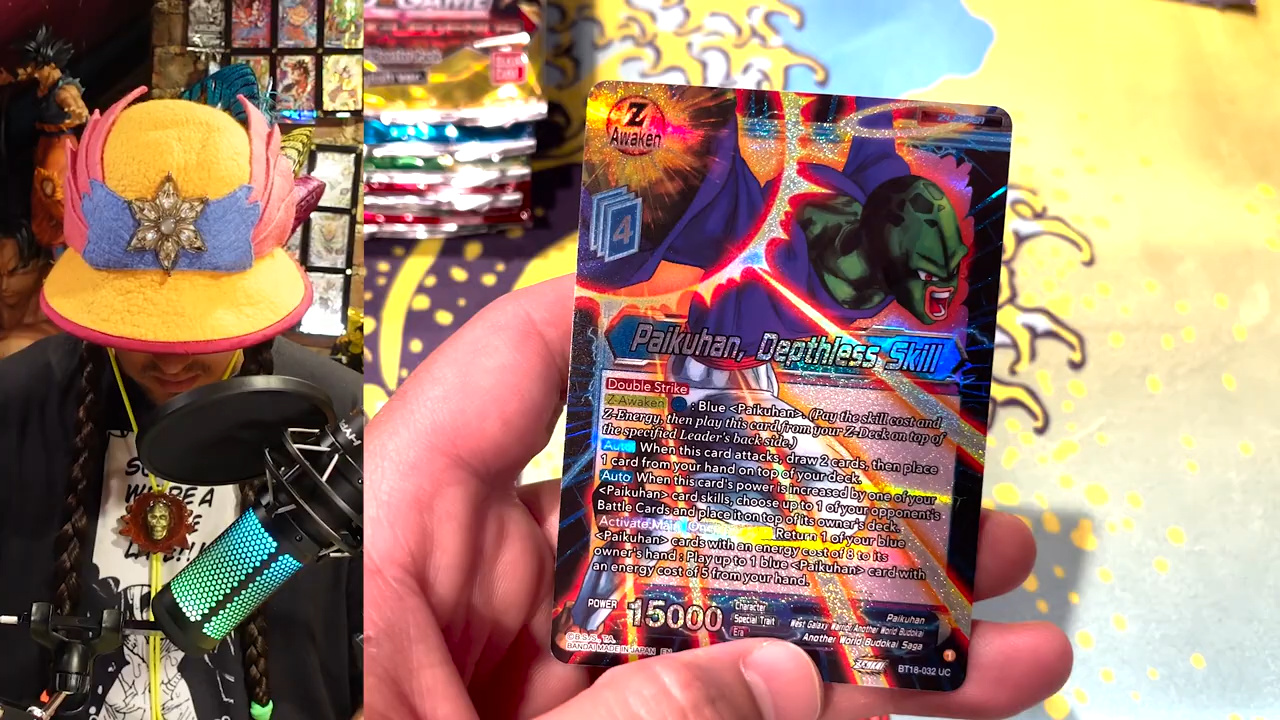 Z
Awaken
4
Paikuhan, Depthless Skill
Double Strike
Z-Awaken : Blue <Paikuhan>. (Pay the skill cost and
Z-Energy, then play this card from your Z-Deck on top of
the specified Leader's back side.)
Auto When this card attacks, draw 2 cards, then place
1 card from your hand on top of your deck.
Auto When this card's power is increased by one of your
<Paikuhan> card skills, choose up to 1 of your opponent's
Battle Cards and place it on top of its owner's deck.
Activate:Main Return 1 of your blue
<Paikuhan> cards with an energy cost of 8 to its
owner's hand : Play up to 1 blue <Paikuhan> card with
an energy cost of 5 from your hand.
POWER 15000
Character Paikuhan
Special Trait West Galaxy Warrior/Another World Budokai
Era Another World Budokai Saga
©B.S./S., T.A.
BANDAI MADE IN JAPAN EN
BT18-032 UC
1